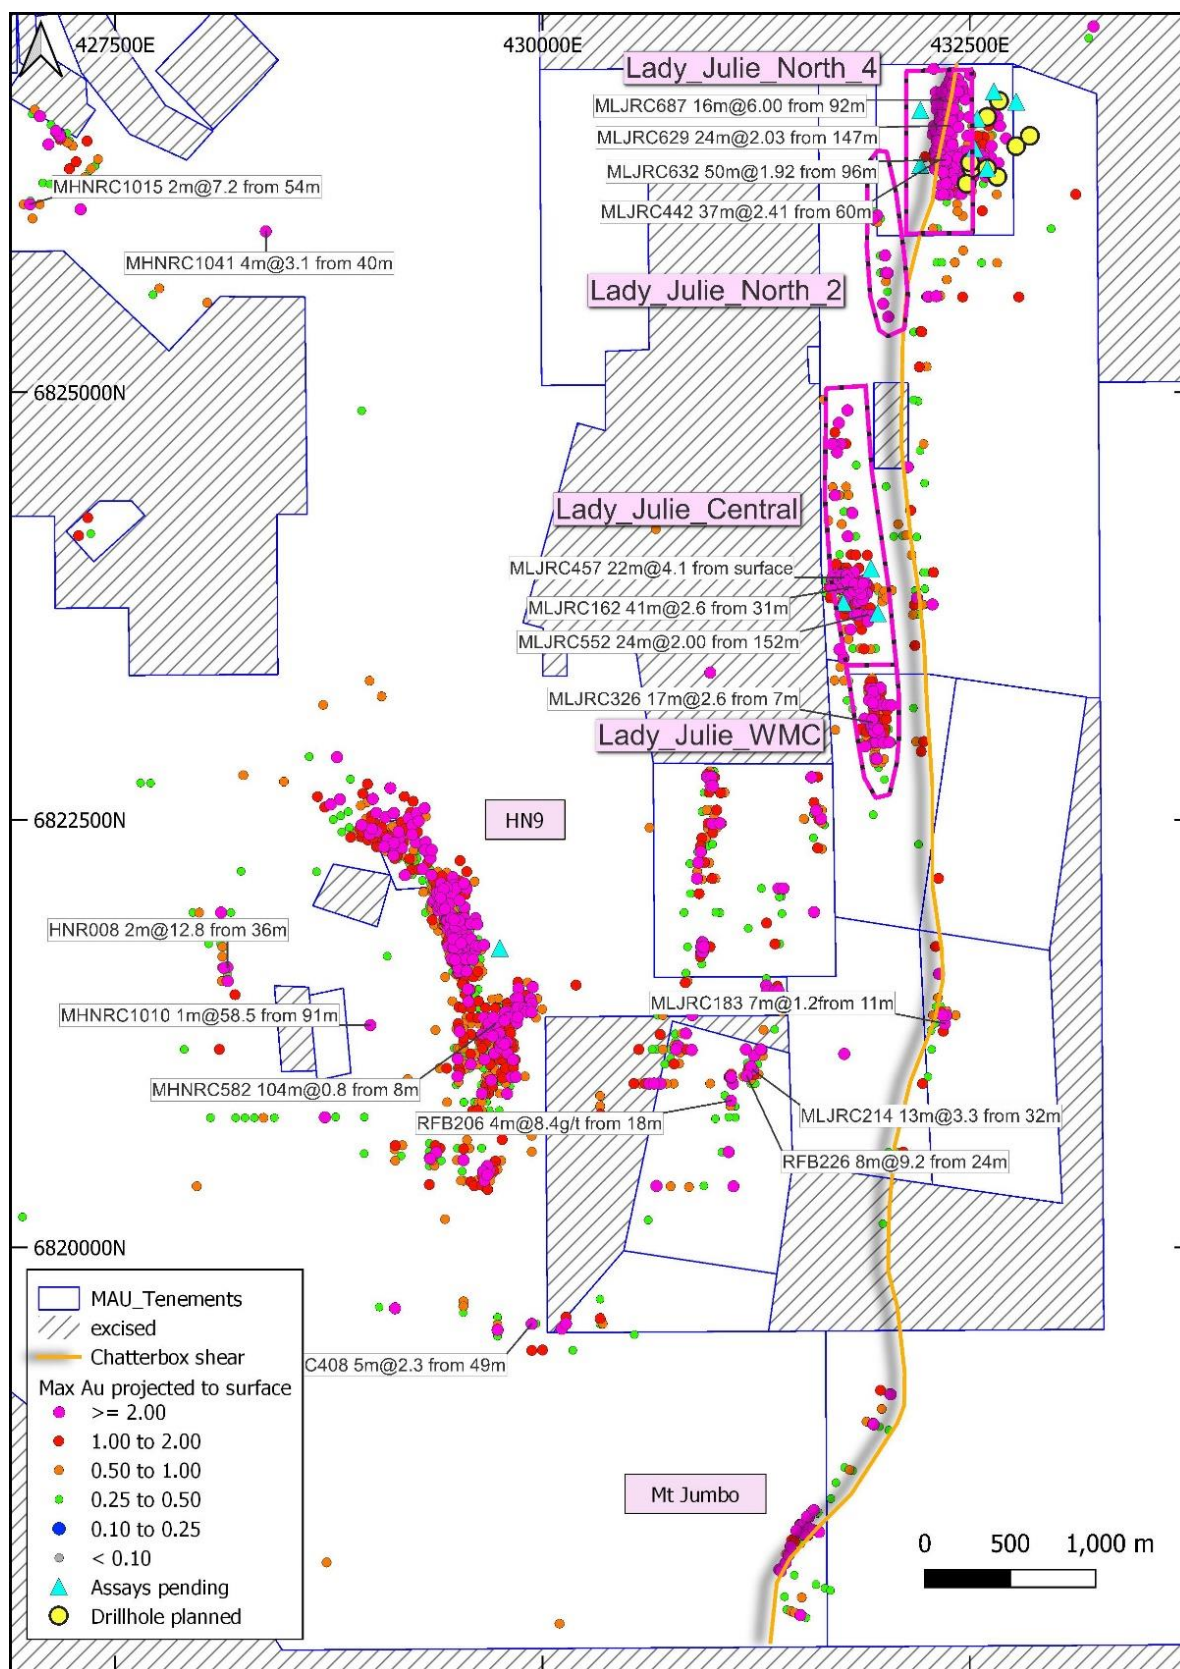 427500E
430000E
432500E
Lady_Julie_North_4
MLJRC687 16m@6.00 from 92m
MLJRC629 24m@2.03 from 147m
MLJRC632 50m@1.92 from 96m
MLJRC442 37m@2.41 from 60m
MHNRC1015 2m@7.2 from 54m
MHNRC1041 4m@3.1 from 40m
Lady_Julie_North_2
6825000N
Lady_Julie_Central
MLJRC457 22m@4.1 from surface
MLJRC162 41m@2.6 from 31m
MLJRC552 24m@2.00 from 152m
MLJRC326 17m@2.6 from 7m
Lady_Julie_WMC
6822500N
HN9
HNR008 2m@12.8 from 36m
MLJRC183 7m@1.2from 11m
MHNRC1010 1m@58.5 from 91m
MHNRC582 104m@0.8 from 8m
RFB206 4m@8.4g/t from 18m
MLJRC214 13m@3.3 from 32m
RFB226 8m@9.2 from 24m
6820000N
C408 5m@2.3 from 49m
MAU_Tenements
excised
Chatterbox shear
Max Au projected to surface
>= 2.00
1.00 to 2.00
0.50 to 1.00
0.25 to 0.50
0.10 to 0.25
< 0.10
Assays pending
Drillhole planned
Mt Jumbo
0 500 1,000 m